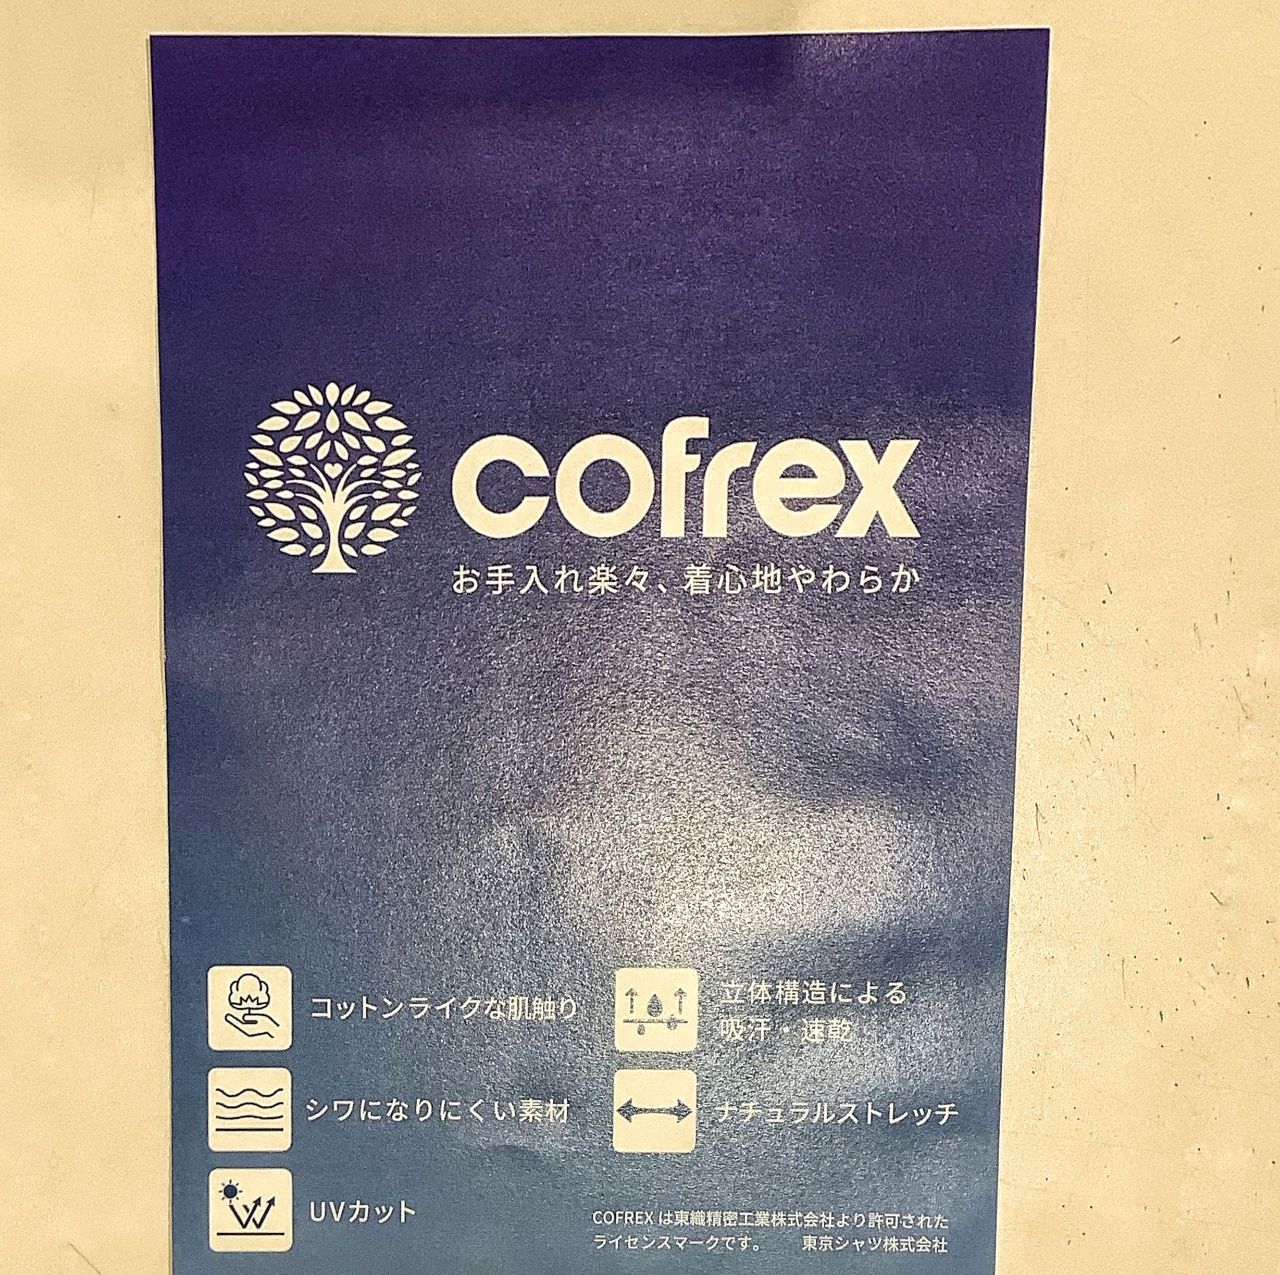 cofrex
お手入れ楽々、着心地やわらか
コットンライクな肌触り
シワになりにくい素材
UVカット
立体構造による
吸汗・速乾
ナチュラルストレッチ
COFREX は東織精密工業株式会社より許可された
ライセンスマークです。 東京シャツ株式会社